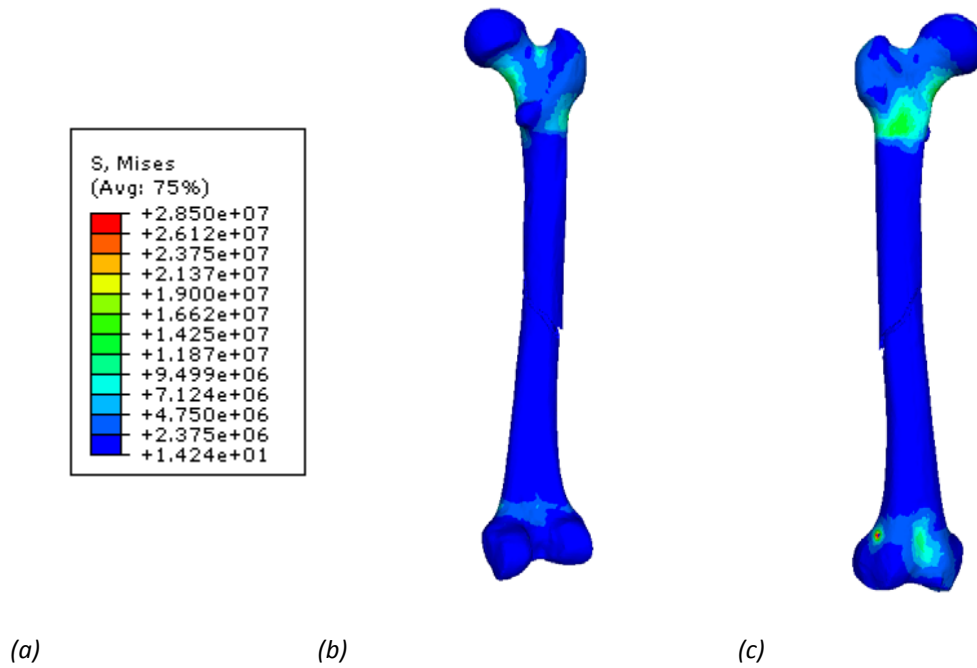 S, Mises
(Avg: 75%)
+2.850e+07
+2.612e+07
+2.375e+07
+2.137e+07
+1.900e+07
+1.662e+07
+1.425e+07
+1.187e+07
+9.499e+06
+7.124e+06
+4.750e+06
+2.375e+06
+1.424e+01
(a) (b) (c)